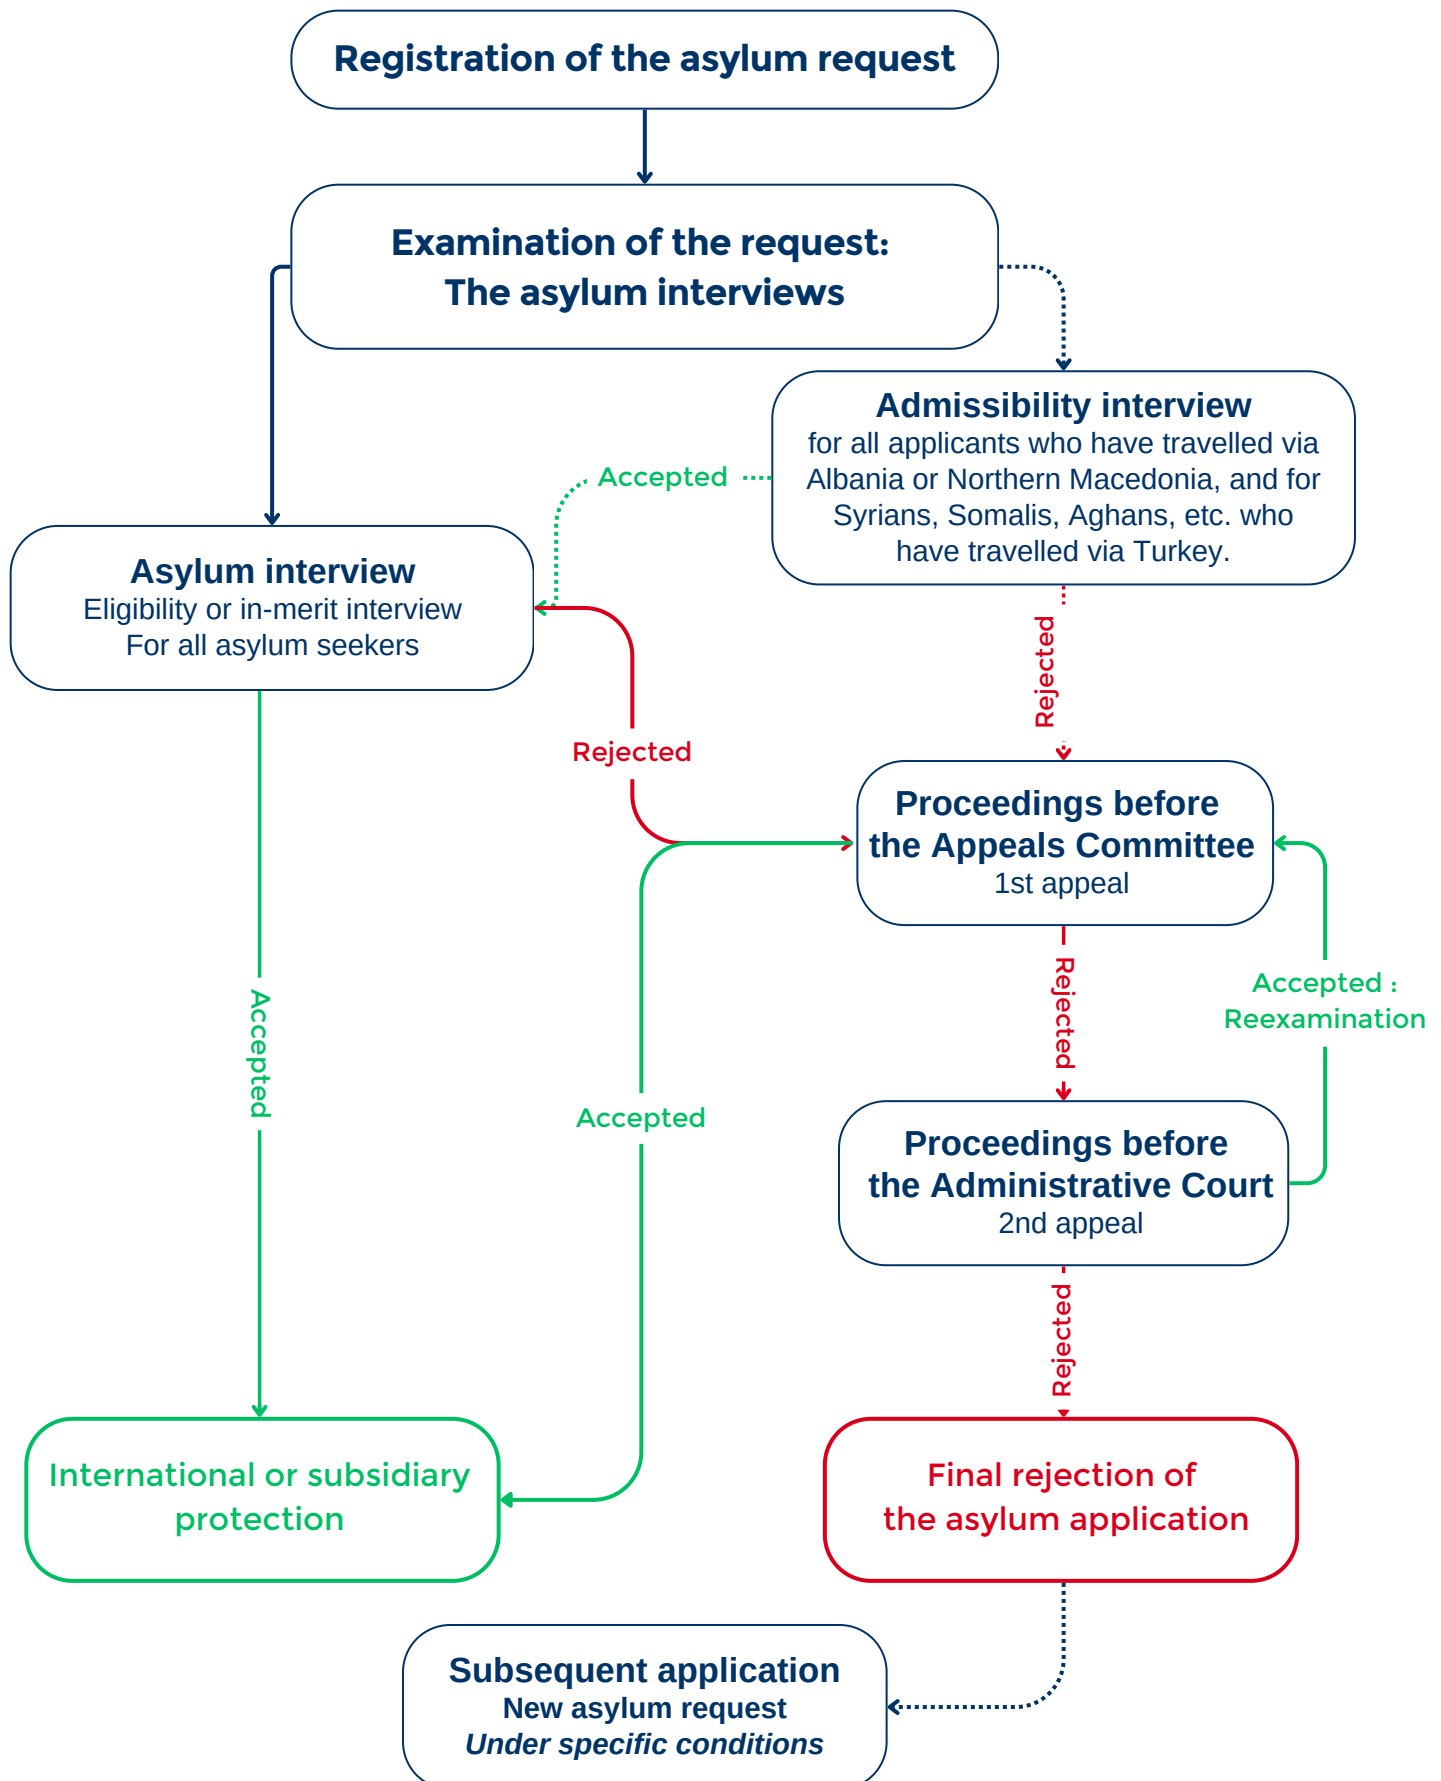 Registration of the asylum request
Examination of the request:
The asylum interviews
Admissibility interview
for all applicants who have travelled via
Albania or Northern Macedonia, and for
Syrians, Somalis, Aghans, etc. who
have travelled via Turkey.
Accepted
Asylum interview
Eligibility or in-merit interview
For all asylum seekers
Rejected
Rejected
Proceedings before
the Appeals Committee
1st appeal
Accepted
Rejected
Accepted :
Reexamination
Accepted
Proceedings before
the Administrative Court
2nd appeal
Rejected
International or subsidiary
protection
Final rejection of
the asylum application
Subsequent application
New asylum request
Under specific conditions